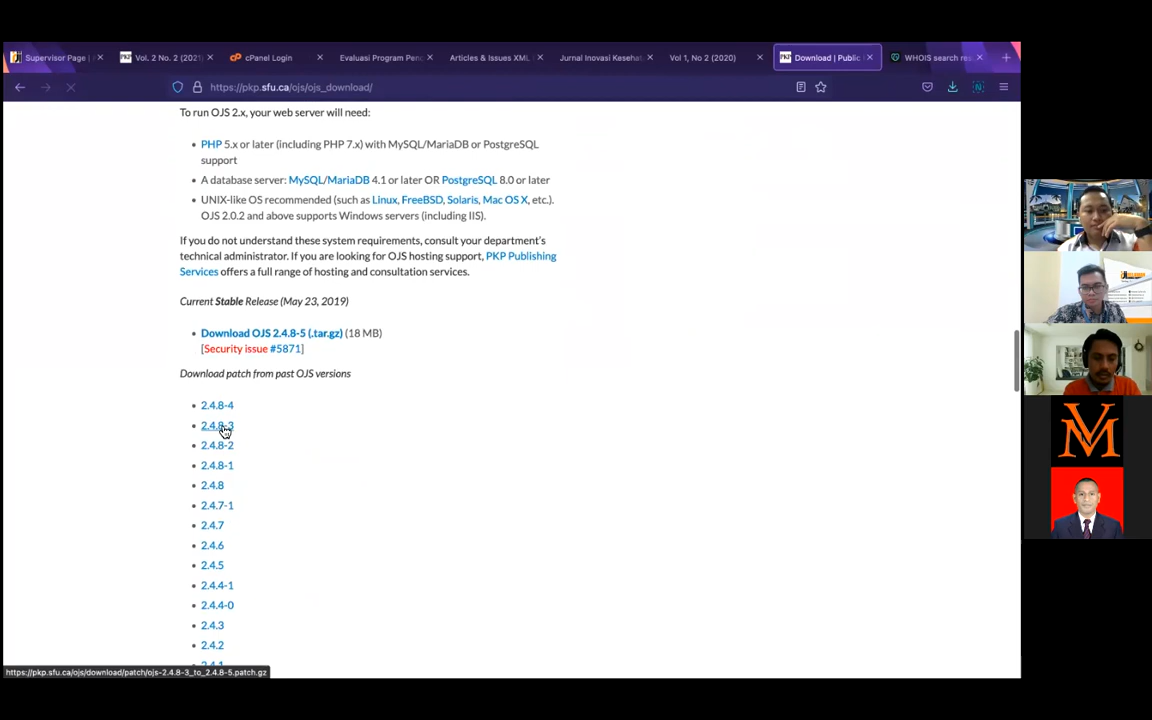 Supervisor Page |
Vol. 2 No. 2 (2021)
cPanel Login
Evaluasi Program Peng
Articles & Issues XML
Jurnal Inovasi Kesehat
Vol 1, No 2 (2020)
Download | Public
WHOIS search res
https://pkp.sfu.ca/ojs/ojs_download/
To run OJS 2.x, your web server will need:
PHP 5.x or later (including PHP 7.x) with MySQL/MariaDB or PostgreSQL
support
A database server: MySQL/MariaDB 4.1 or later OR PostgreSQL 8.0 or later
UNIX-like OS recommended (such as Linux, FreeBSD, Solaris, Mac OS X, etc.).
OJS 2.0.2 and above supports Windows servers (including IIS).
If you do not understand these system requirements, consult your department's
technical administrator. If you are looking for OJS hosting support, PKP Publishing
Services offers a full range of hosting and consultation services.
Current Stable Release (May 23, 2019)
Download OJS 2.4.8-5 (.tar.gz) (18 MB)
[Security issue #5871]
Download patch from past OJS versions
2.4.8-4
2.4.8-3
2.4.8-2
2.4.8-1
2.4.8
2.4.7-1
2.4.7
2.4.6
2.4.5
2.4.4-1
2.4.4-0
2.4.3
2.4.2
2.4.1
https://pkp.sfu.ca/ojs/download/patch/ojs-2.4.8-3_to_2.4.8-5.patch.gz